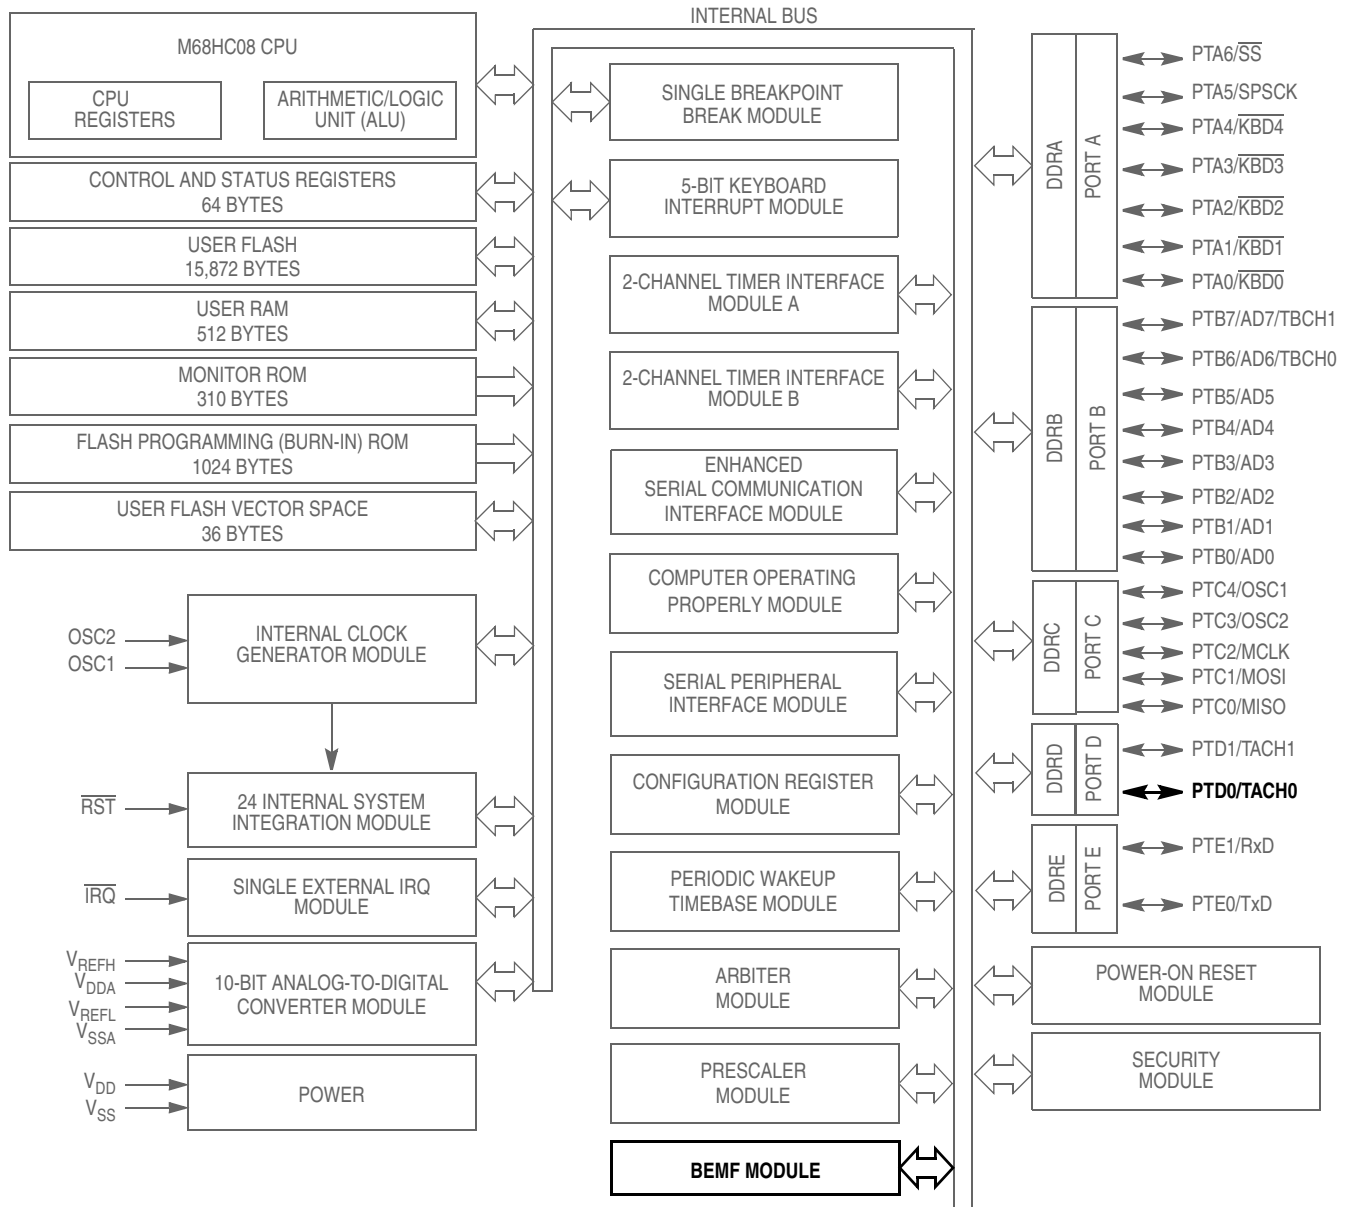 INTERNAL BUS
M68HC08 CPU
CPU
REGISTERS
ARITHMETIC/LOGIC
UNIT (ALU)
CONTROL AND STATUS REGISTERS
64 BYTES
USER FLASH
15,872 BYTES
USER RAM
512 BYTES
MONITOR ROM
310 BYTES
FLASH PROGRAMMING (BURN-IN) ROM
1024 BYTES
USER FLASH VECTOR SPACE
36 BYTES
OSC2
OSC1
INTERNAL CLOCK
GENERATOR MODULE
RST
24 INTERNAL SYSTEM
INTEGRATION MODULE
IRQ
SINGLE EXTERNAL IRQ
MODULE
VREFH
VDDA
VREFL
VSSA
10-BIT ANALOG-TO-DIGITAL
CONVERTER MODULE
VDD
VSS
POWER
SINGLE BREAKPOINT
BREAK MODULE
5-BIT KEYBOARD
INTERRUPT MODULE
2-CHANNEL TIMER INTERFACE
MODULE A
2-CHANNEL TIMER INTERFACE
MODULE B
ENHANCED
SERIAL COMMUNICATION
INTERFACE MODULE
COMPUTER OPERATING
PROPERLY MODULE
SERIAL PERIPHERAL
INTERFACE MODULE
CONFIGURATION REGISTER
MODULE
PERIODIC WAKEUP
TIMEBASE MODULE
ARBITER
MODULE
PRESCALER
MODULE
BEMF MODULE
DDRA
PORT A
PTA6/SS
PTA5/SPSCK
PTA4/KBD4
PTA3/KBD3
PTA2/KBD2
PTA1/KBD1
PTA0/KBD0
DDRB
PORT B
PTB7/AD7/TBCH1
PTB6/AD6/TBCH0
PTB5/AD5
PTB4/AD4
PTB3/AD3
PTB2/AD2
PTB1/AD1
PTB0/AD0
DDRC
PORT C
PTC4/OSC1
PTC3/OSC2
PTC2/MCLK
PTC1/MOSI
PTC0/MISO
DDRD
PORT D
PTD1/TACH1
PTD0/TACH0
DDRE
PORT E
PTE1/RxD
PTE0/TxD
POWER-ON RESET
MODULE
SECURITY
MODULE